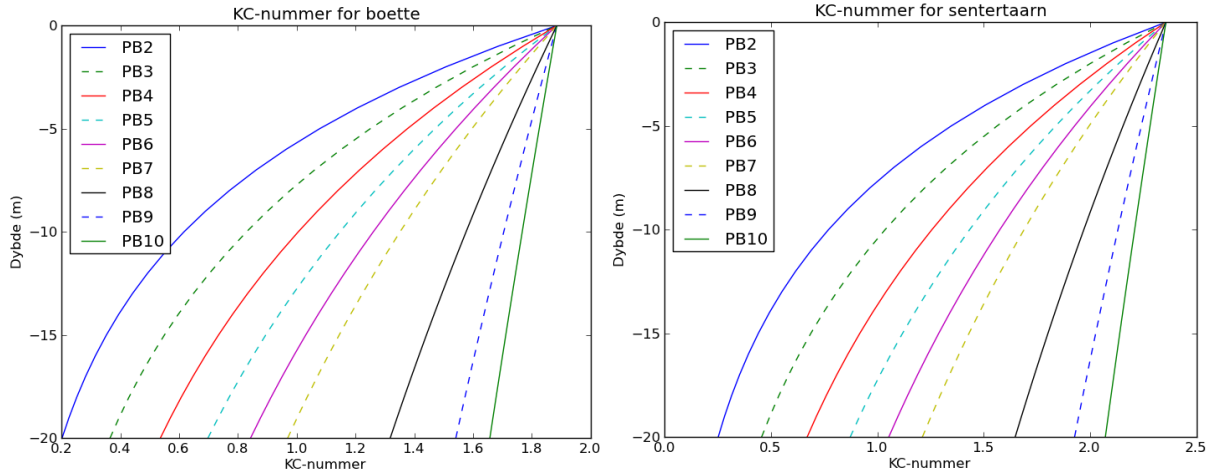 KC-nummer for boette
0
−5
−10
−15
−20
Dybde (m)
PB2
PB3
PB4
PB5
PB6
PB7
PB8
PB9
PB10
0.2 0.4 0.6 0.8 1.0 1.2 1.4 1.6 1.8 2.0
KC-nummer
KC-nummer for sentertaarn
0
−5
−10
−15
−20
Dybde (m)
PB2
PB3
PB4
PB5
PB6
PB7
PB8
PB9
PB10
0.0 0.5 1.0 1.5 2.0 2.5
KC-nummer